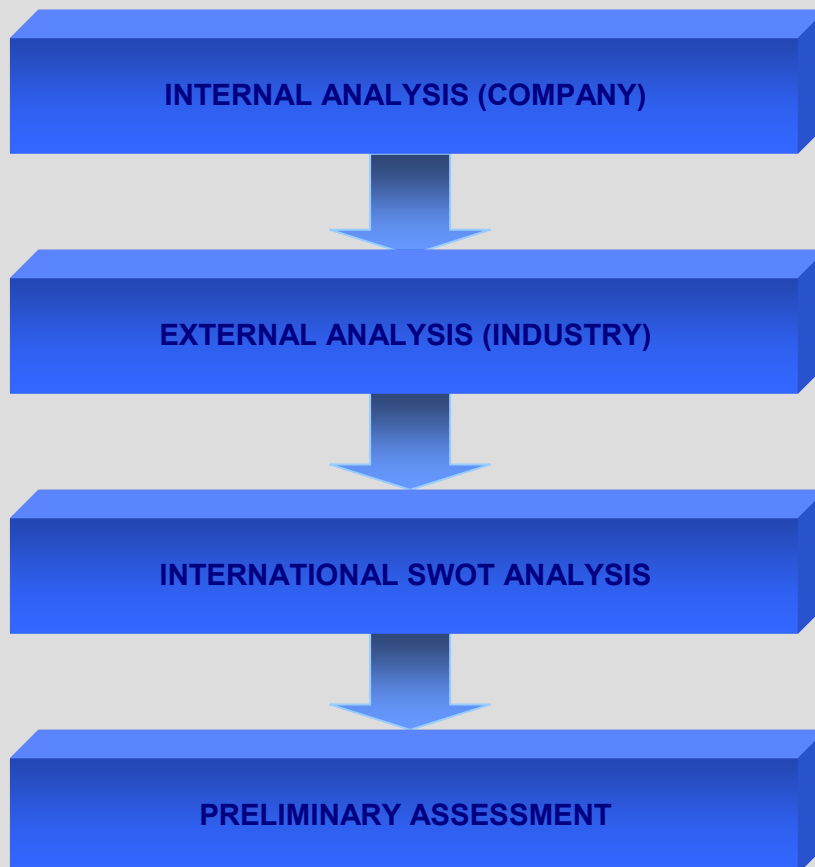 INTERNAL ANALYSIS (COMPANY)
EXTERNAL ANALYSIS (INDUSTRY)
INTERNATIONAL SWOT ANALYSIS
PRELIMINARY ASSESSMENT